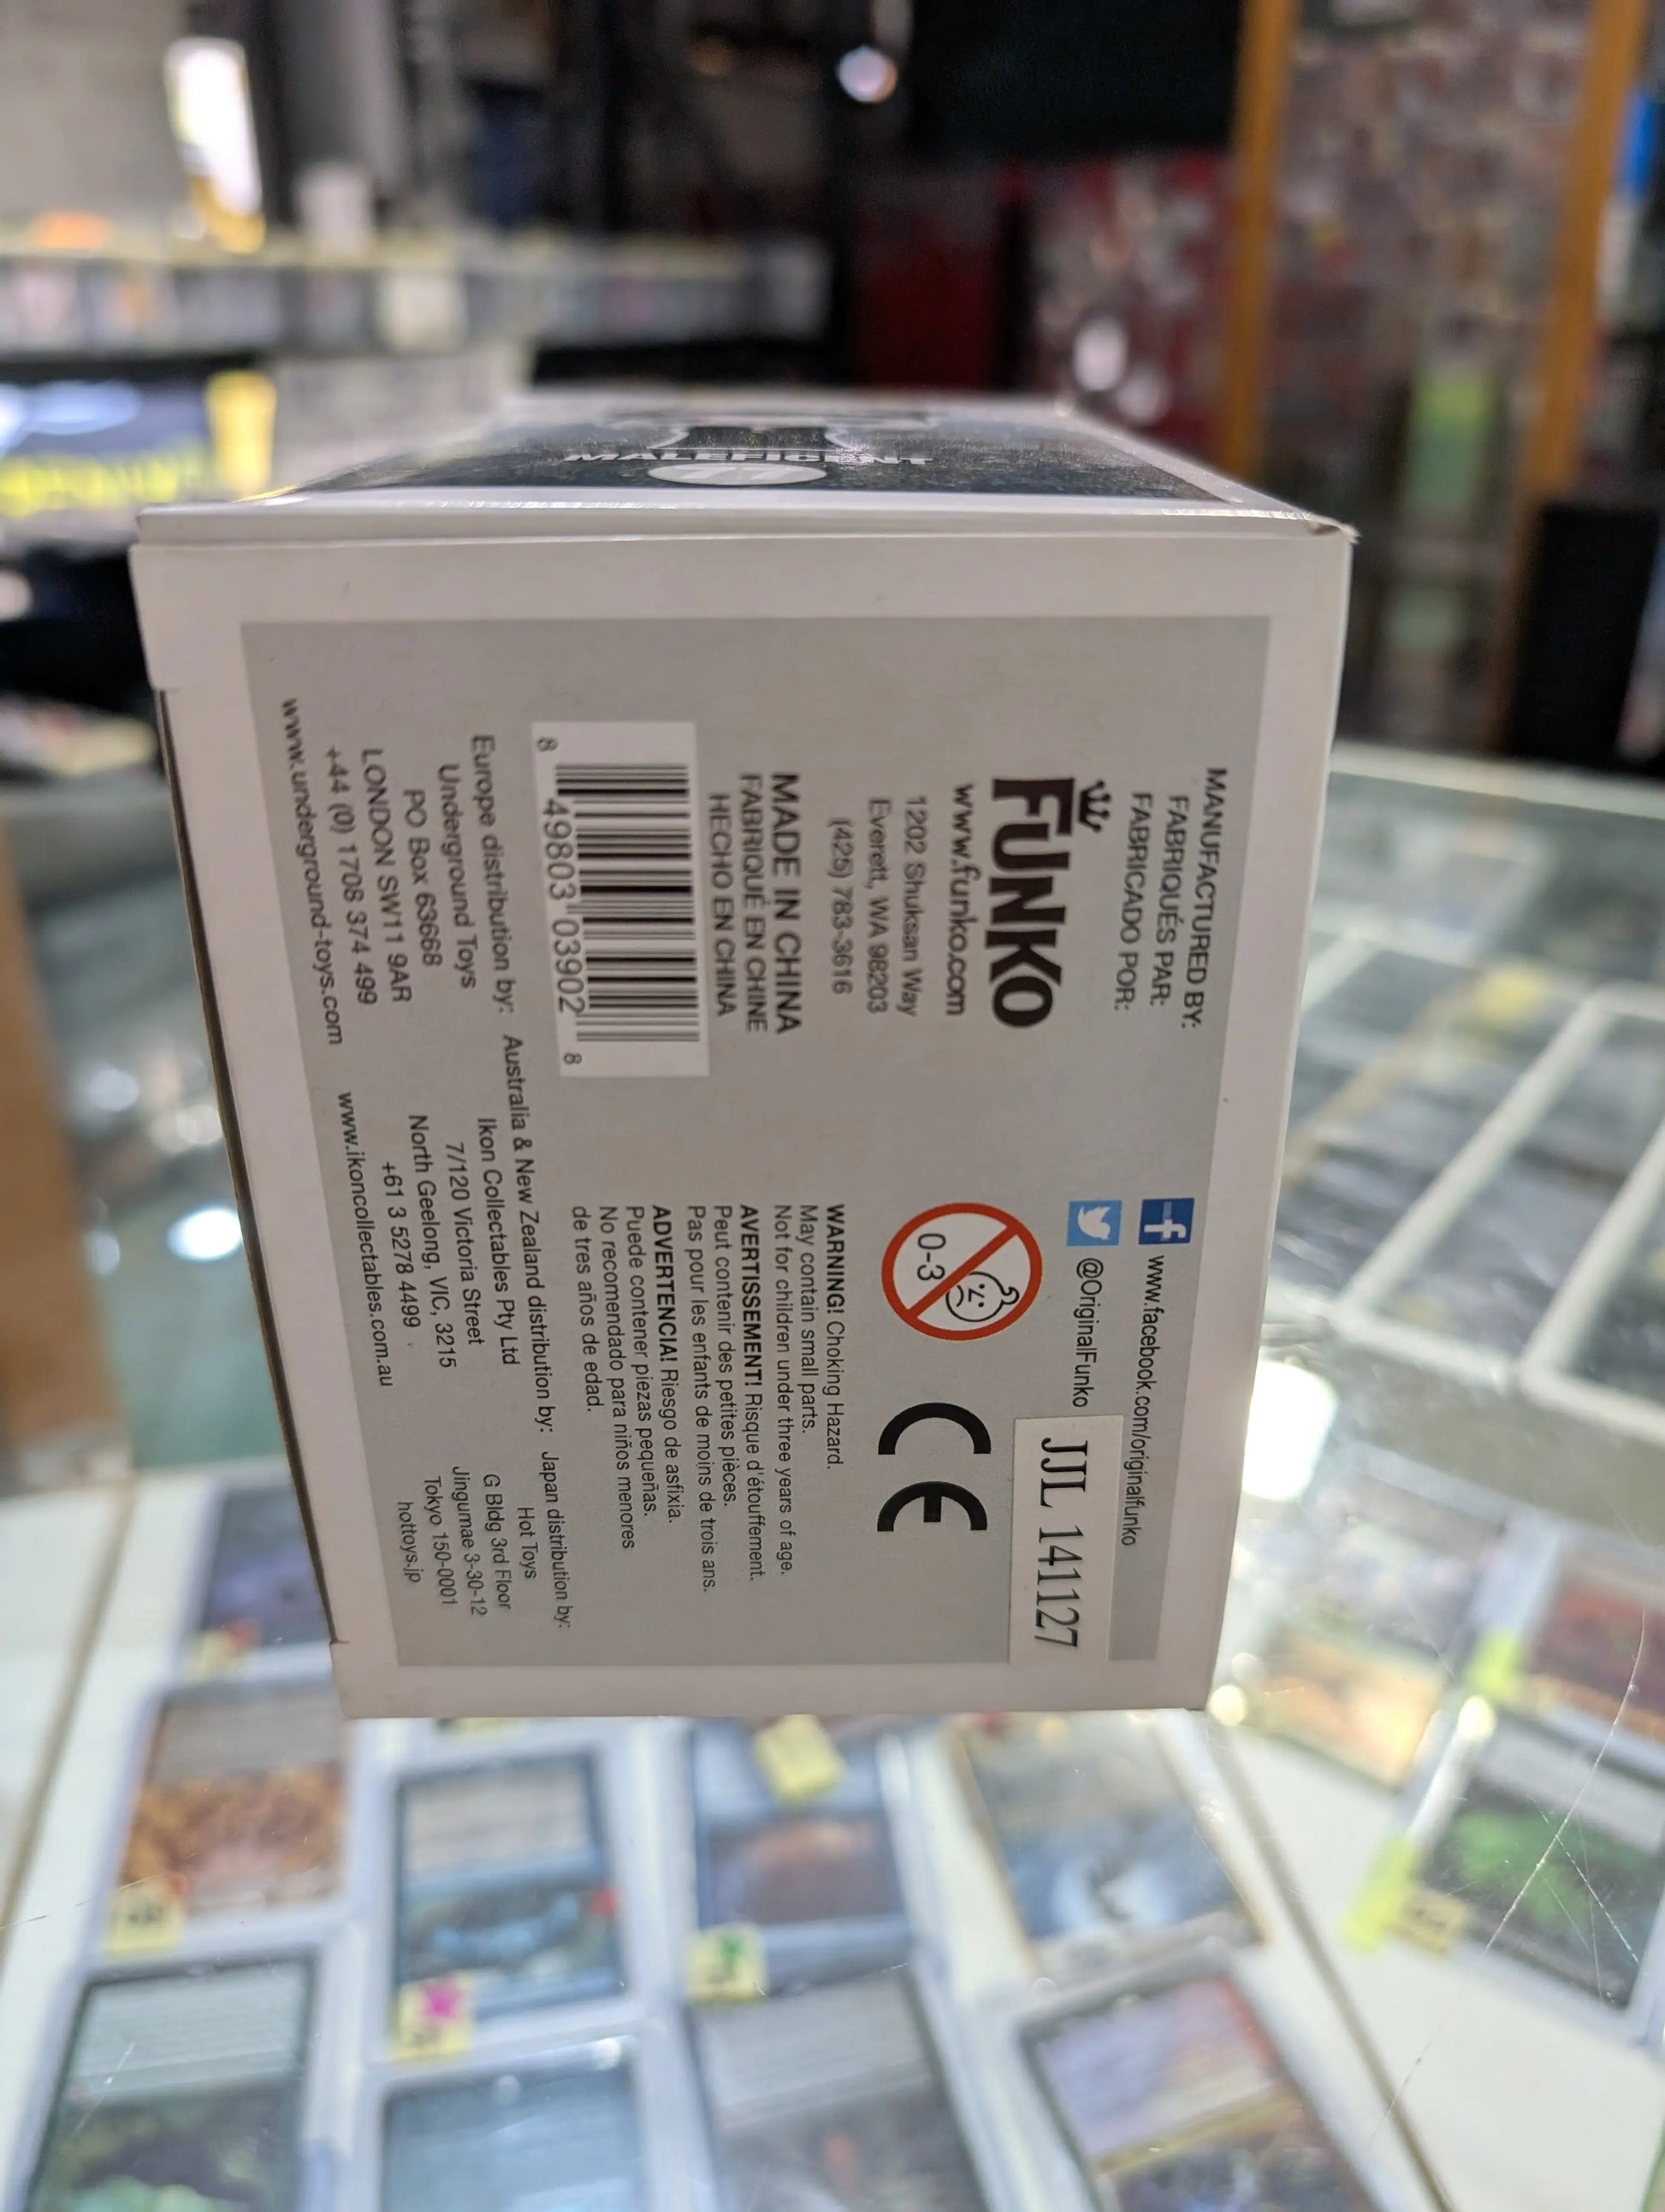 MALEFICENT
77
MANUFACTURED BY:
FABRIQUÉS PAR:
FABRICADO POR:
FUNKO
www.funko.com
1202 Shuksan Way
Everett, WA 98203
(425) 783-3616
MADE IN CHINA
FABRIQUÉ EN CHINE
HECHO EN CHINA
8 49803 03902 8
www.facebook.com/originalfunko
@OriginalFunko
JJL 141127
0-3
CE
WARNING! Choking Hazard.
May contain small parts.
Not for children under three years of age.
AVERTISSEMENT! Risque d'étouffement.
Peut contenir des petites pièces.
Pas pour les enfants de moins de trois ans.
ADVERTENCIA! Riesgo de asfixia.
Puede contener piezas pequeñas.
No recomendado para niños menores
de tres años de edad.
Europe distribution by:
Underground Toys
PO Box 63668
LONDON SW11 9AR
+44 (0) 1708 374 499
www.underground-toys.com
Australia & New Zealand distribution by:
Ikon Collectables Pty Ltd
7/120 Victoria Street
North Geelong, VIC, 3215
+61 3 5278 4499
www.ikoncollectables.com.au
Japan distribution by:
Hot Toys
G Bldg 3rd Floor
Jingumae 3-30-12
Tokyo 150-0001
hottoys.jp